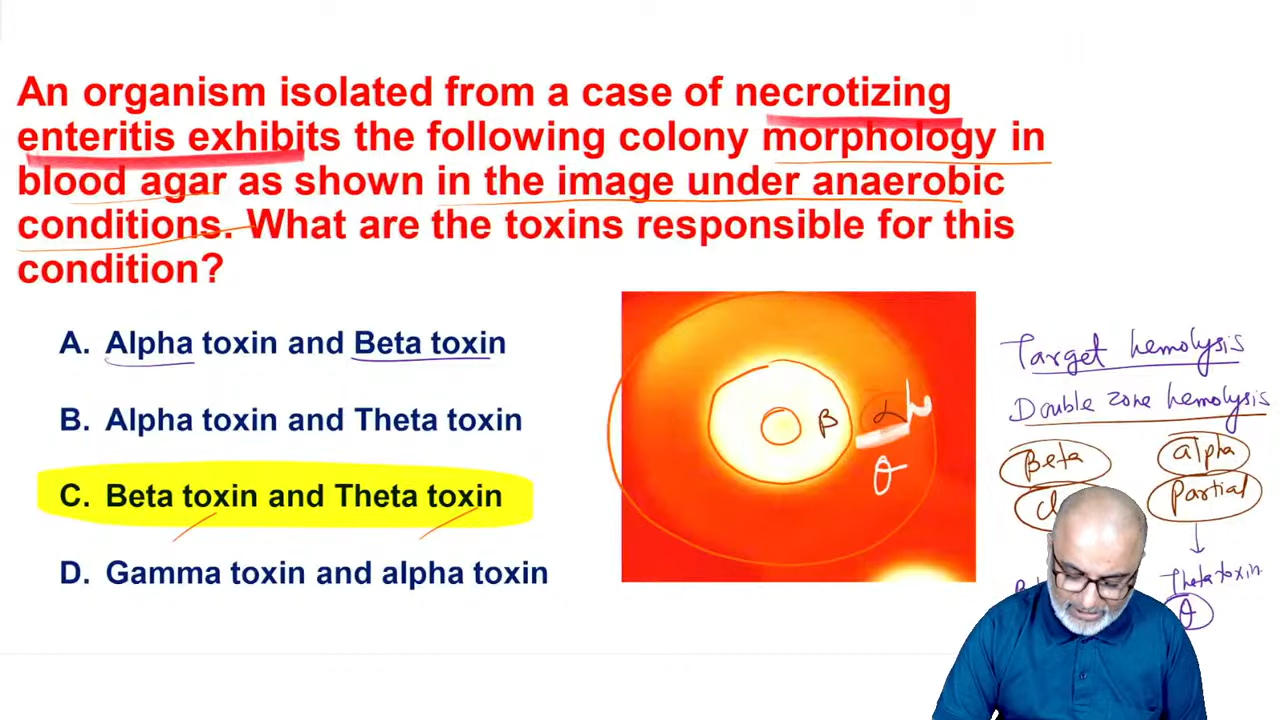 An organism isolated from a case of necrotizing
enteritis exhibits the following colony morphology in
blood agar as shown in the image under anaerobic
conditions. What are the toxins responsible for this
condition?
A. Alpha toxin and Beta toxin
B. Alpha toxin and Theta toxin
C. Beta toxin and Theta toxin
D. Gamma toxin and alpha toxin
β
α
θ
Target hemolysis
Double zone hemolysis
Beta
alpha
Partial
Theta toxin
θ